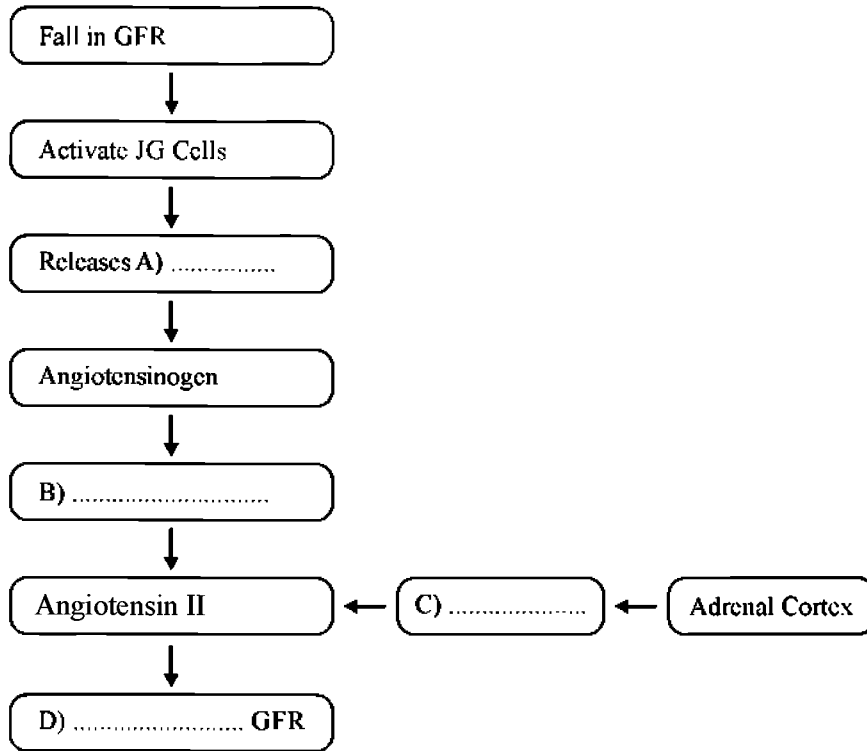 Fall in GFR
Activate JG Cells
Releases A) ................
Angiotensinogen
B) ..............................
Angiotensin II
C) .....................
Adrenal Cortex
D) .......................... GFR